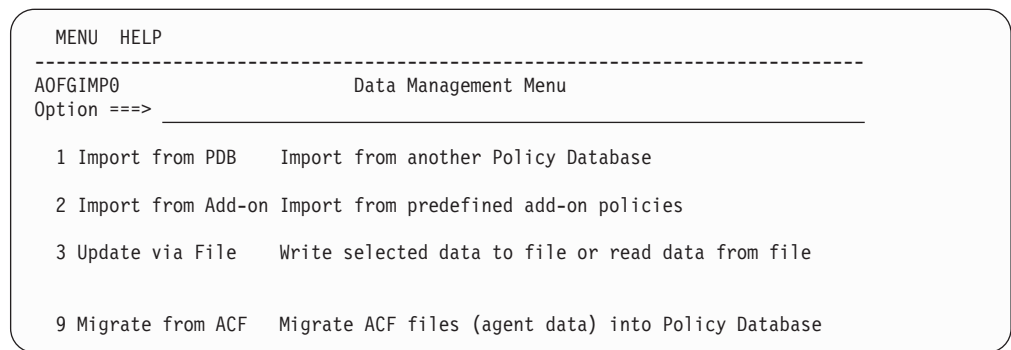 MENU HELP
--------------------------------------------------------------------------------
AOFGIMP0 Data Management Menu
Option ===>
1 Import from PDB Import from another Policy Database
2 Import from Add-on Import from predefined add-on policies
3 Update via File Write selected data to file or read data from file
9 Migrate from ACF Migrate ACF files (agent data) into Policy Database